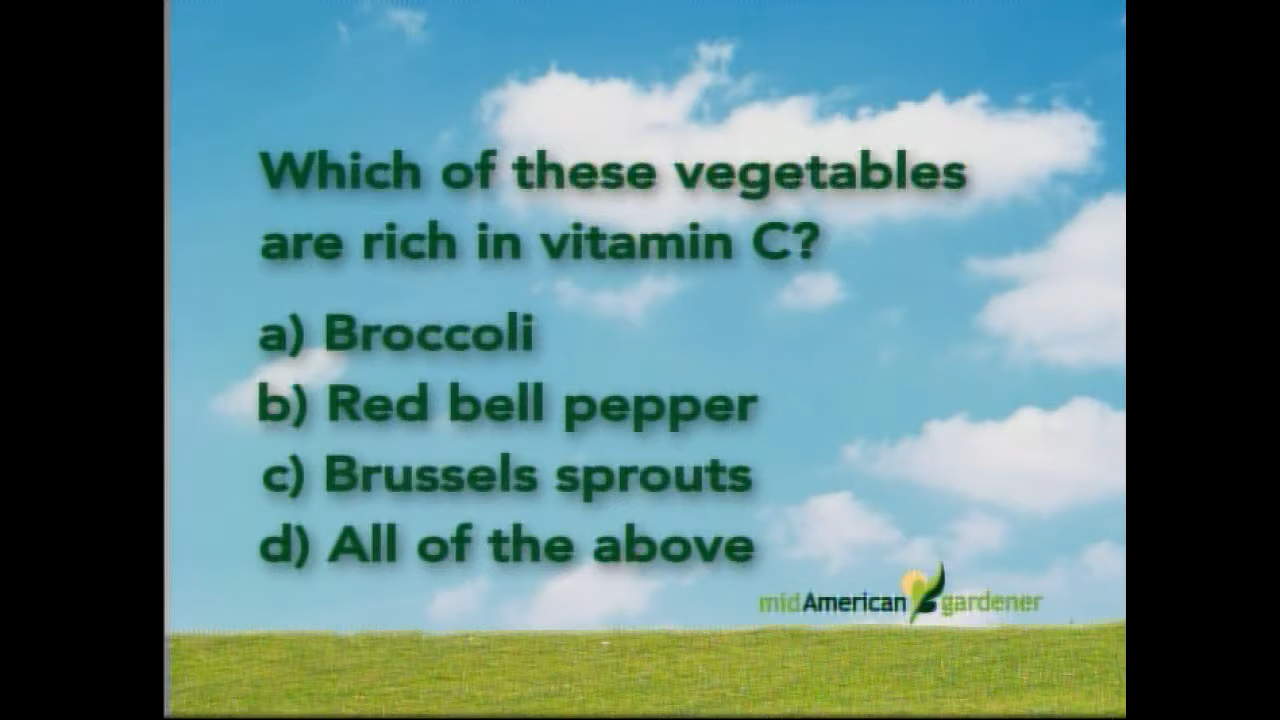 Which of these vegetables
are rich in vitamin C?
a) Broccoli
b) Red bell pepper
c) Brussels sprouts
d) All of the above
midAmerican gardener